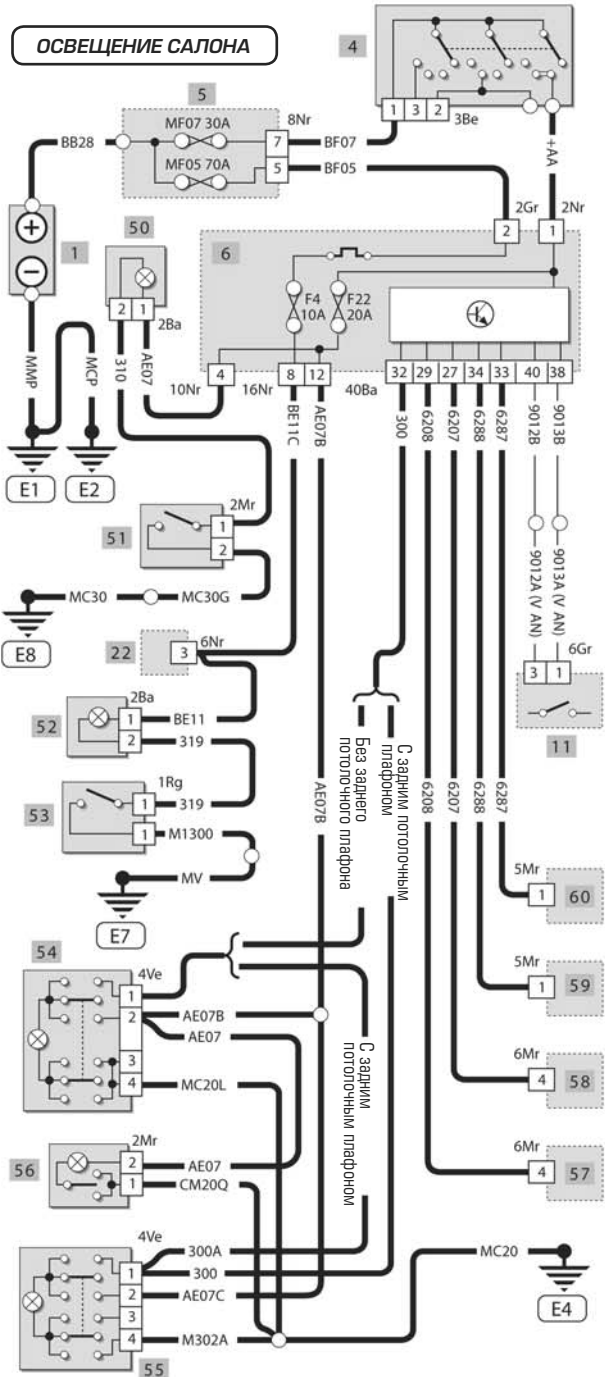 ОСВЕЩЕНИЕ САЛОНА
4
1 3 2
3Be
+AA
5
MF07 30A
MF05 70A
8Nr
7
5
BB28
BF07
BF05
+
−
1
MMP
MCP
E1
E2
50
2 1
2Ba
310
AE07
6
2Gr
2Nr
2
1
F4
10A
F22
20A
10Nr
4
16Nr
8
12
40Ba
32 29 27 34 33 40 38
BE11C
AE07B
300
6208
6207
6288
6287
9012B
9013B
9012A (V AN)
9013A (V AN)
6Gr
3 1
11
51
2Mr
1
2
MC30
MC30G
E8
22
3
6Nr
52
2Ba
1
2
BE11
319
53
1Rg
1
1
319
M1300
MV
E7
AE07B
Без заднего
потолочного плафона
С задним потолочным
плафоном
6208
6207
6288
6287
5Mr
1
60
5Mr
1
59
6Mr
4
58
6Mr
4
57
54
4Ve
1
2
3
4
AE07B
AE07
MC20L
С задним
потолочным плафоном
56
2Mr
2
1
AE07
CM20Q
4Ve
1
2
3
4
300A
300
AE07C
M302A
55
MC20
E4